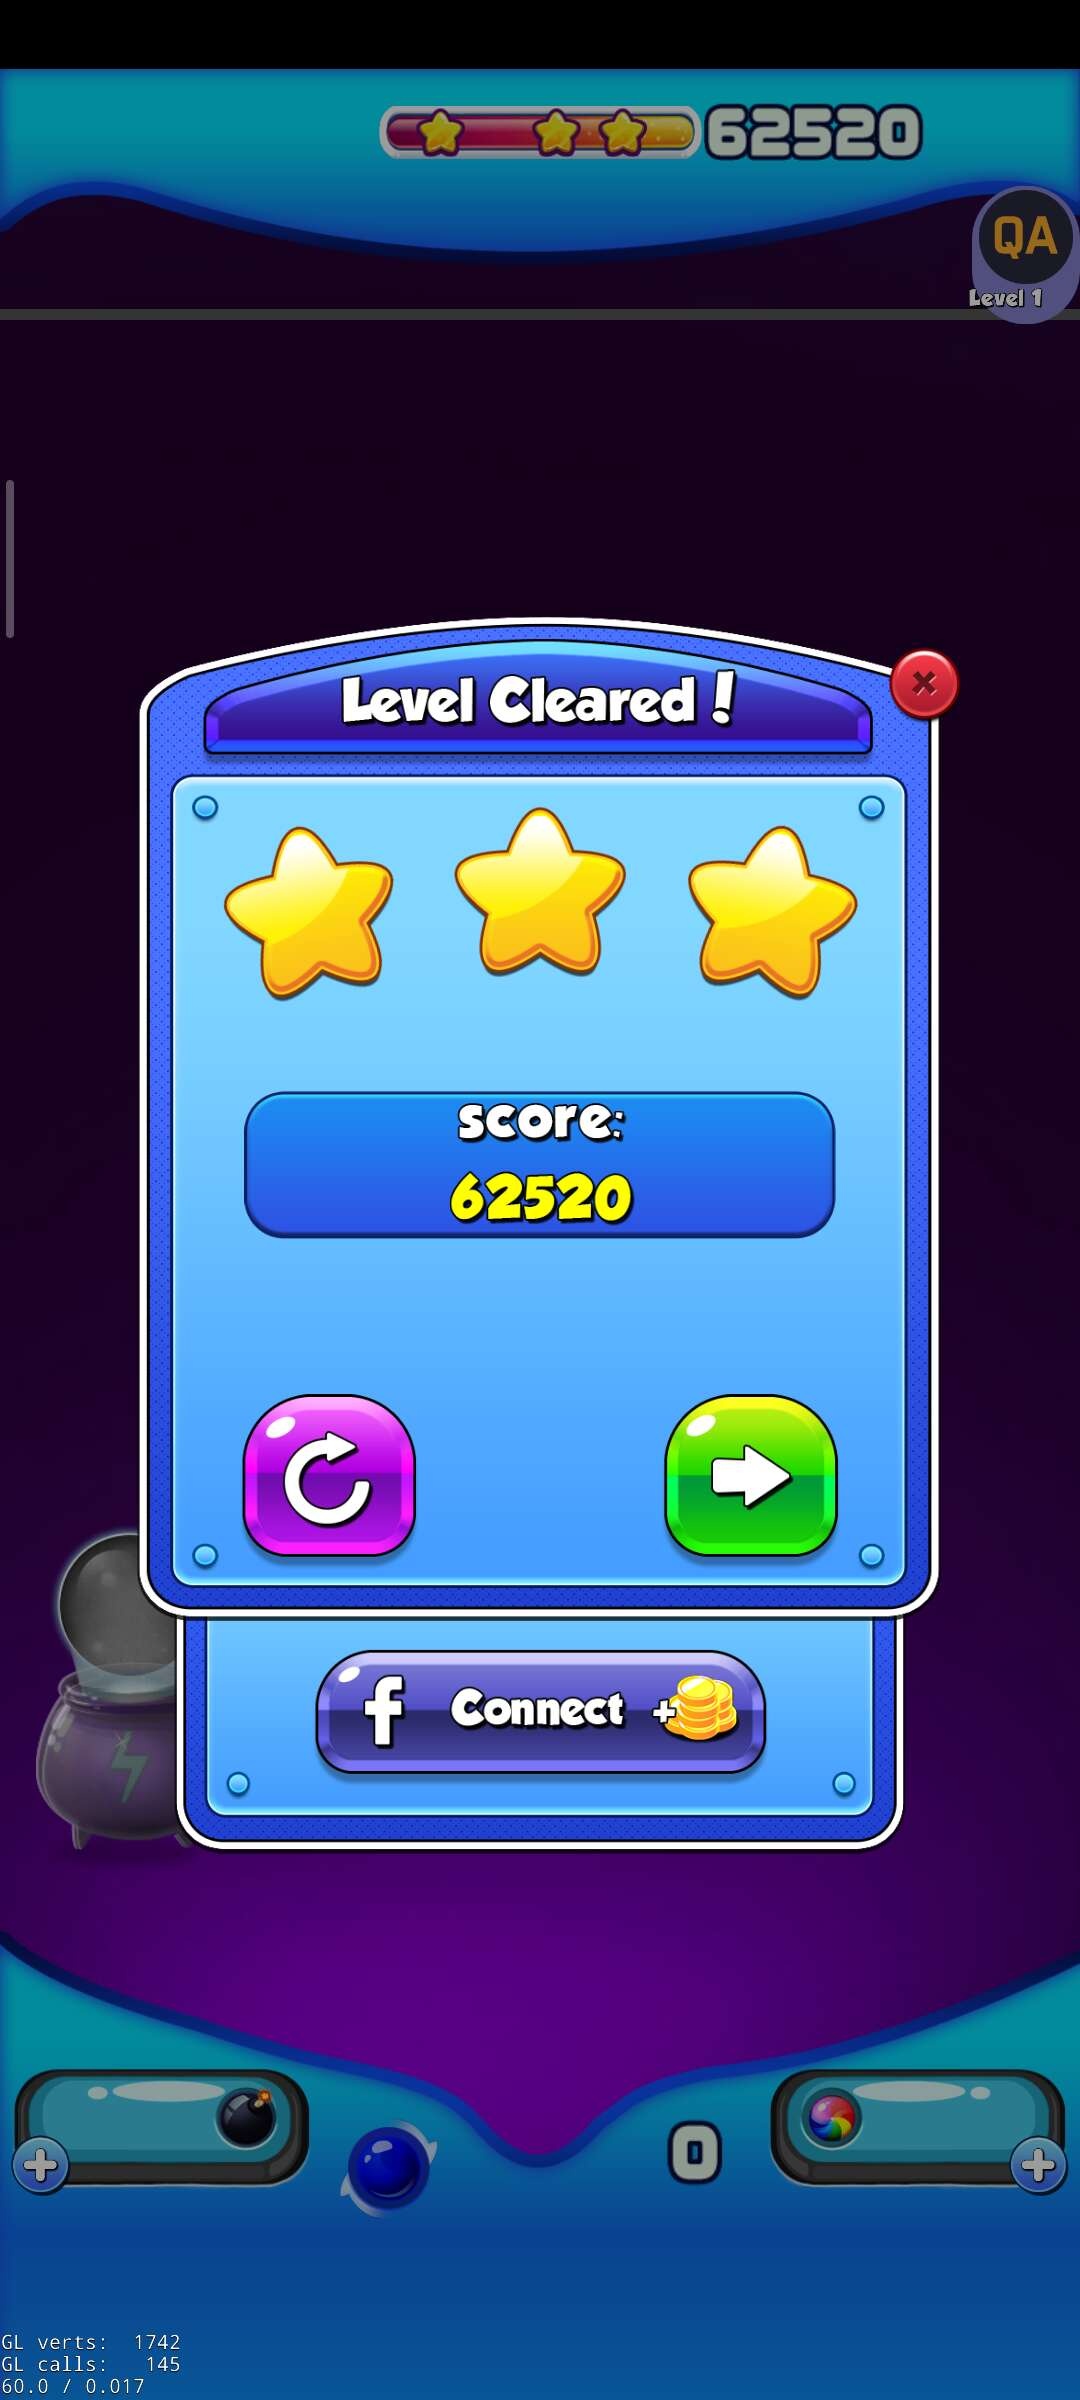 62520
QA
Level 1
Level Cleared!
score:
62520
f Connect +
0
GL verts: 1742
GL calls: 145
60.0 / 0.017